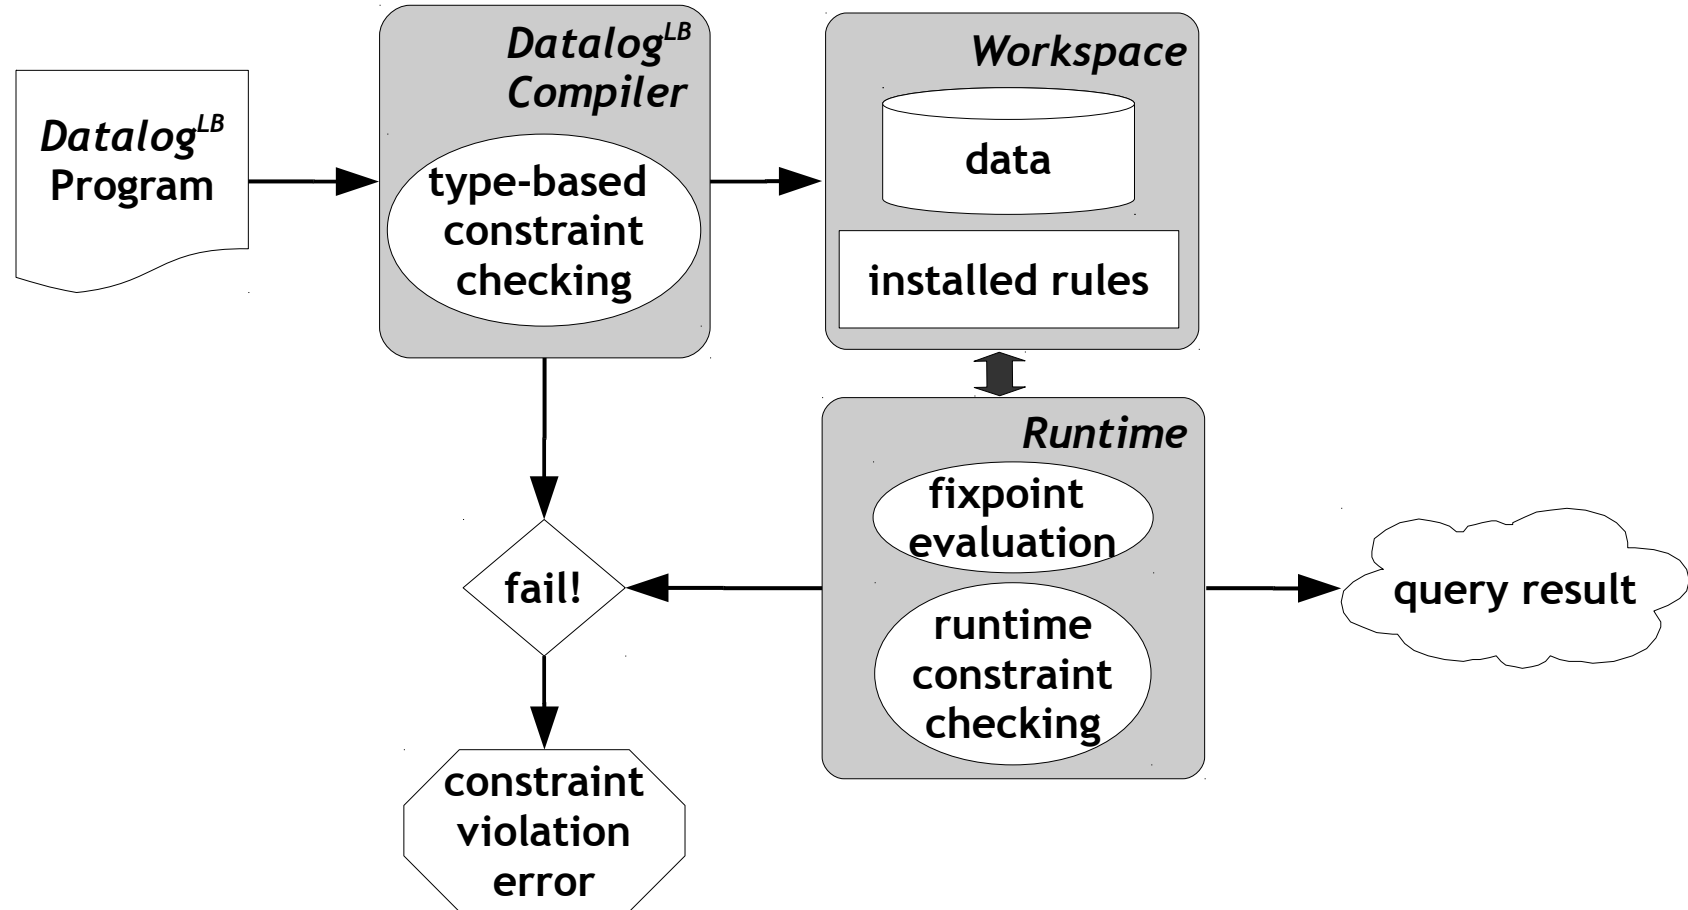 Datalog^LB
Program
Datalog^LB
Compiler
type-based
constraint
checking
Workspace
data
installed rules
Runtime
fixpoint
evaluation
runtime
constraint
checking
fail!
query result
constraint
violation
error